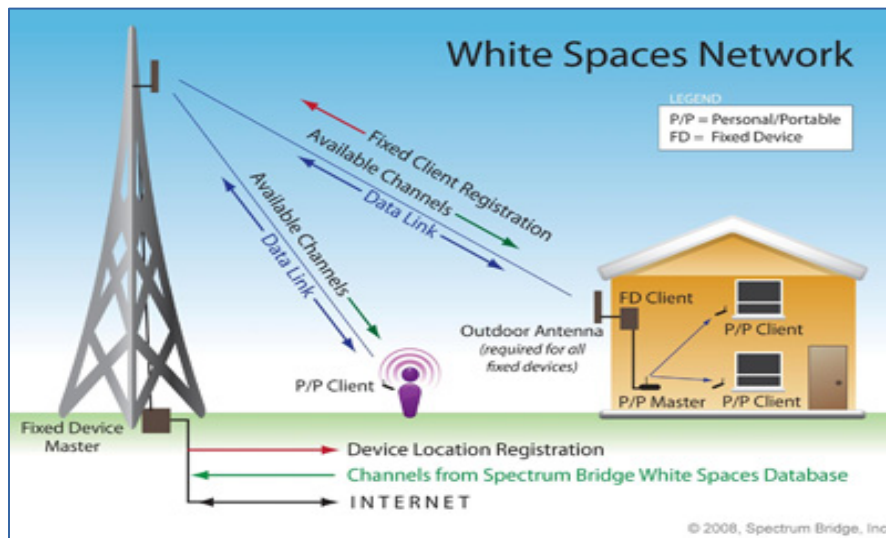 White Spaces Network
LEGEND
P/P = Personal/Portable
FD = Fixed Device
Fixed Client Registration
Available Channels
Data Link
Available Channels
Data Link
FD Client
P/P Client
Outdoor Antenna
(required for all
fixed devices)
P/P Client
P/P Master
P/P Client
Fixed Device
Master
Device Location Registration
Channels from Spectrum Bridge White Spaces Database
INTERNET
© 2008, Spectrum Bridge, Inc